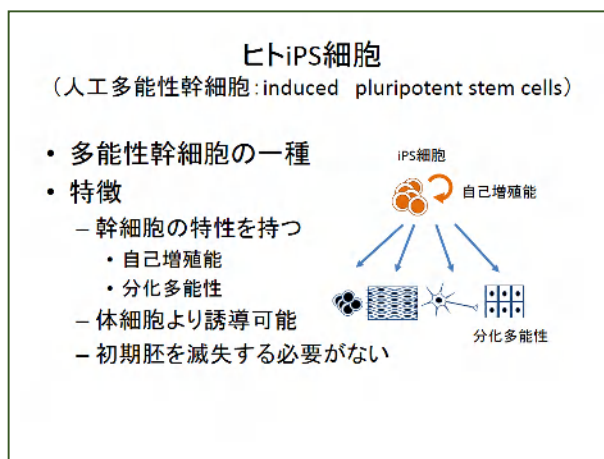 ヒトiPS細胞
（人工多能性幹細胞：induced pluripotent stem cells）
• 多能性幹細胞の一種
• 特徴
– 幹細胞の特性を持つ
• 自己増殖能
• 分化多能性
– 体細胞より誘導可能
– 初期胚を滅失する必要がない
iPS細胞
自己増殖能
分化多能性